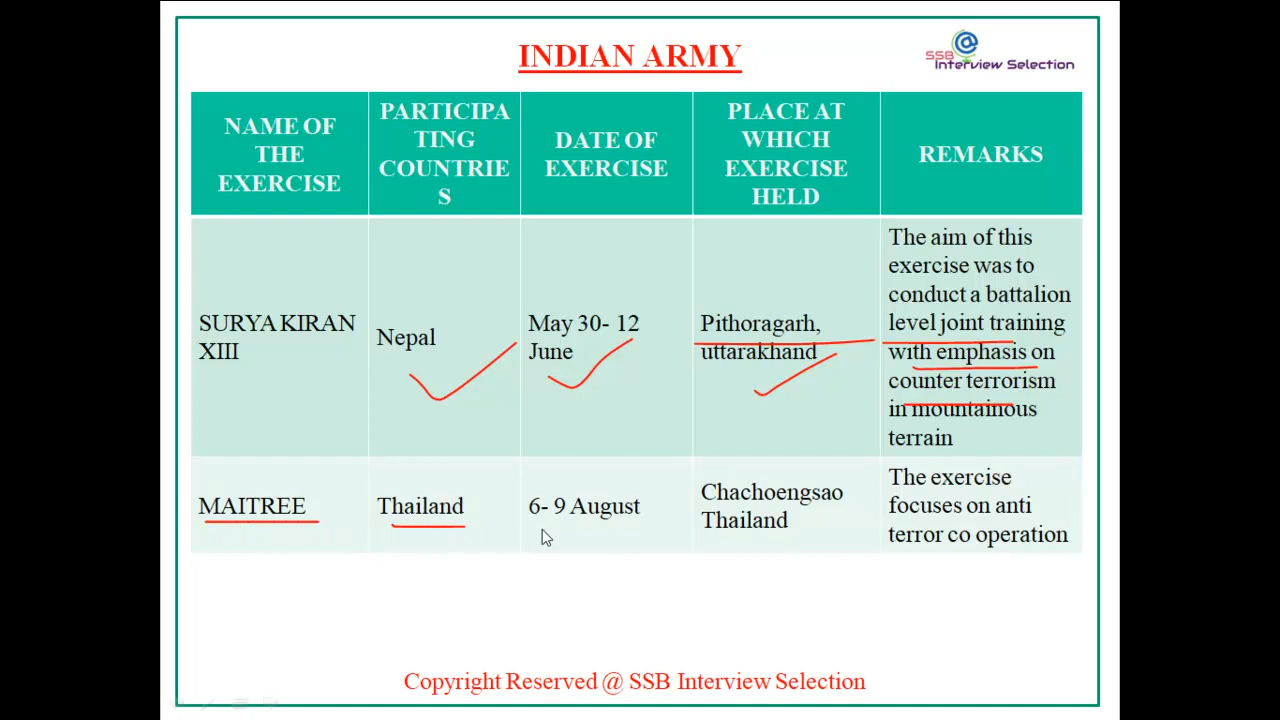 INDIAN ARMY
SSB
Interview Selection
NAME OF
THE
EXERCISE
PARTICIPA
TING
COUNTRIE
S
DATE OF
EXERCISE
PLACE AT
WHICH
EXERCISE
HELD
REMARKS
SURYA KIRAN
XIII
Nepal
May 30- 12
June
Pithoragarh,
uttarakhand
The aim of this
exercise was to
conduct a battalion
level joint training
with emphasis on
counter terrorism
in mountainous
terrain
MAITREE
Thailand
6- 9 August
Chachoengsao
Thailand
The exercise
focuses on anti
terror co operation
Copyright Reserved @ SSB Interview Selection